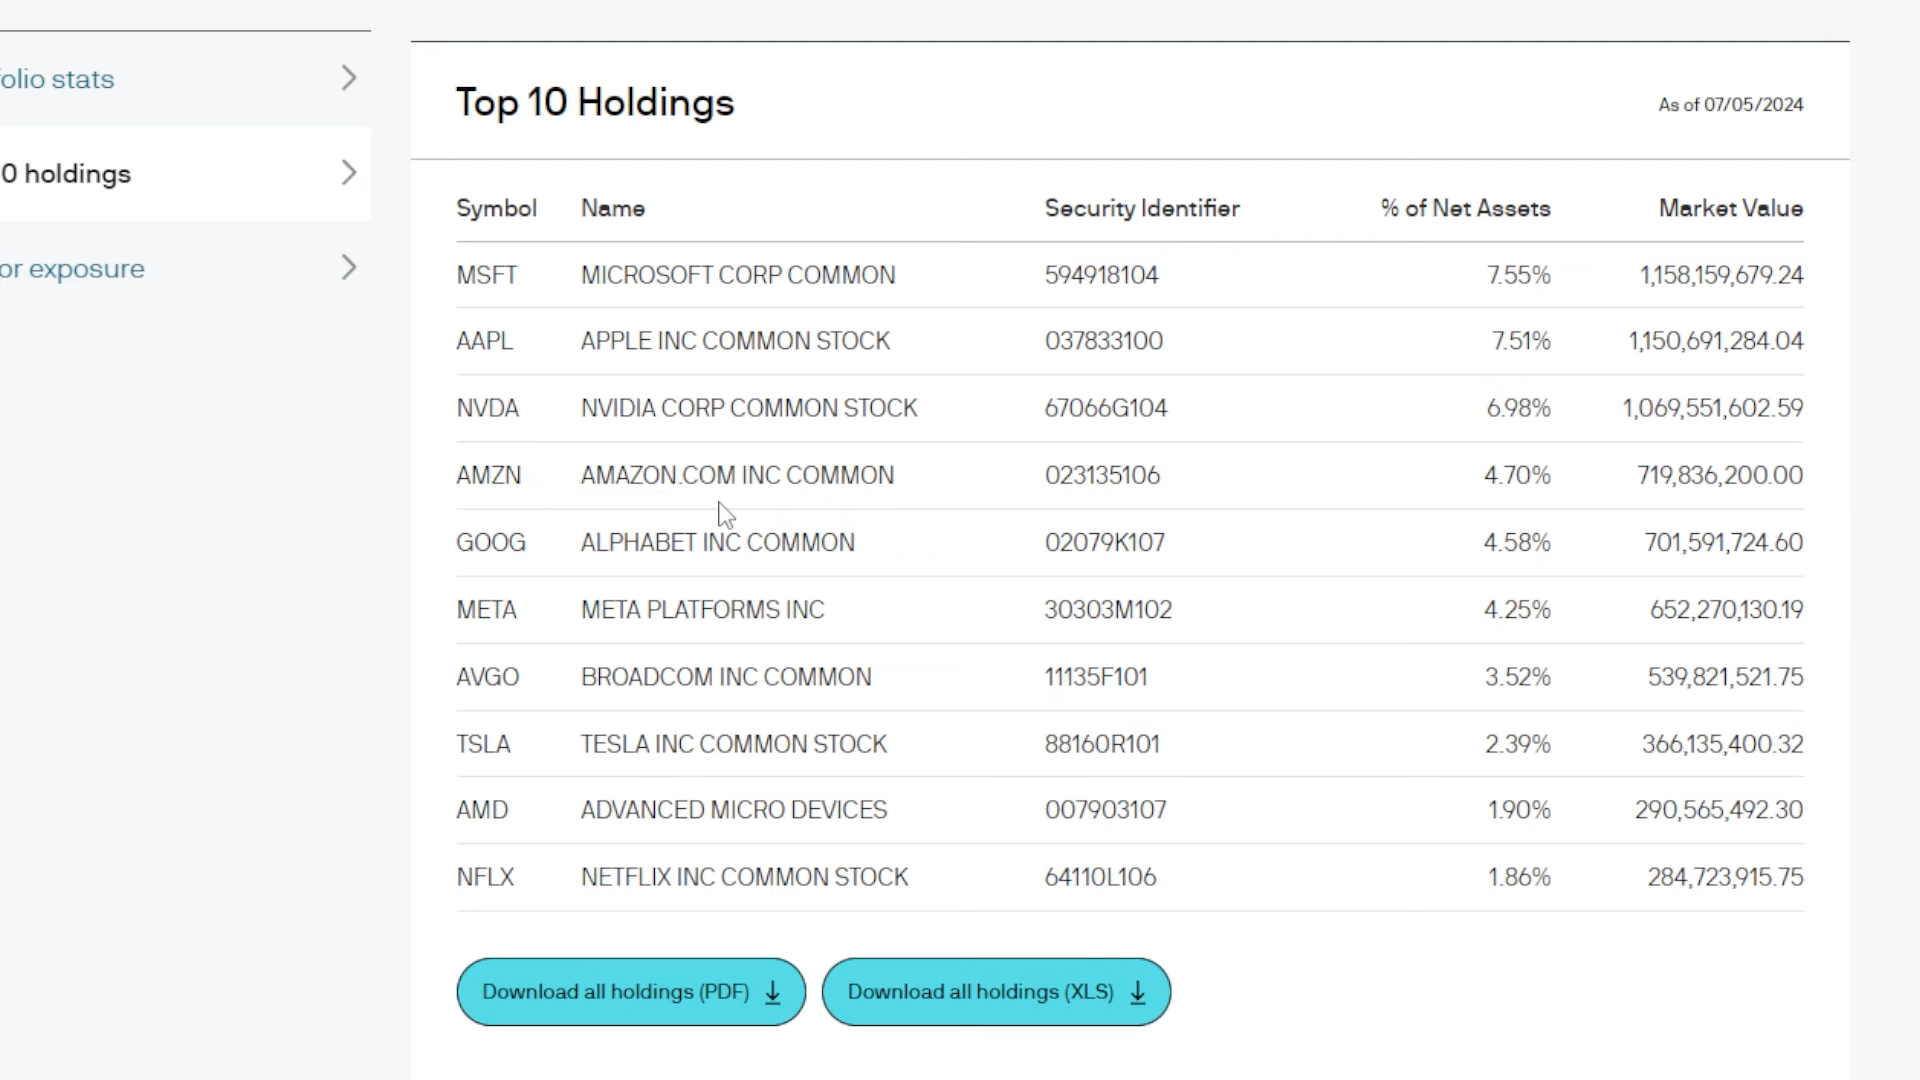 olio stats
0 holdings
or exposure
Top 10 Holdings
As of 07/05/2024
Symbol Name Security Identifier % of Net Assets Market Value
MSFT MICROSOFT CORP COMMON 594918104 7.55% 1,158,159,679.24
AAPL APPLE INC COMMON STOCK 037833100 7.51% 1,150,691,284.04
NVDA NVIDIA CORP COMMON STOCK 67066G104 6.98% 1,069,551,602.59
AMZN AMAZON.COM INC COMMON 023135106 4.70% 719,836,200.00
GOOG ALPHABET INC COMMON 02079K107 4.58% 701,591,724.60
META META PLATFORMS INC 30303M102 4.25% 652,270,130.19
AVGO BROADCOM INC COMMON 11135F101 3.52% 539,821,521.75
TSLA TESLA INC COMMON STOCK 88160R101 2.39% 366,135,400.32
AMD ADVANCED MICRO DEVICES 007903107 1.90% 290,565,492.30
NFLX NETFLIX INC COMMON STOCK 64110L106 1.86% 284,723,915.75
Download all holdings (PDF)
Download all holdings (XLS)